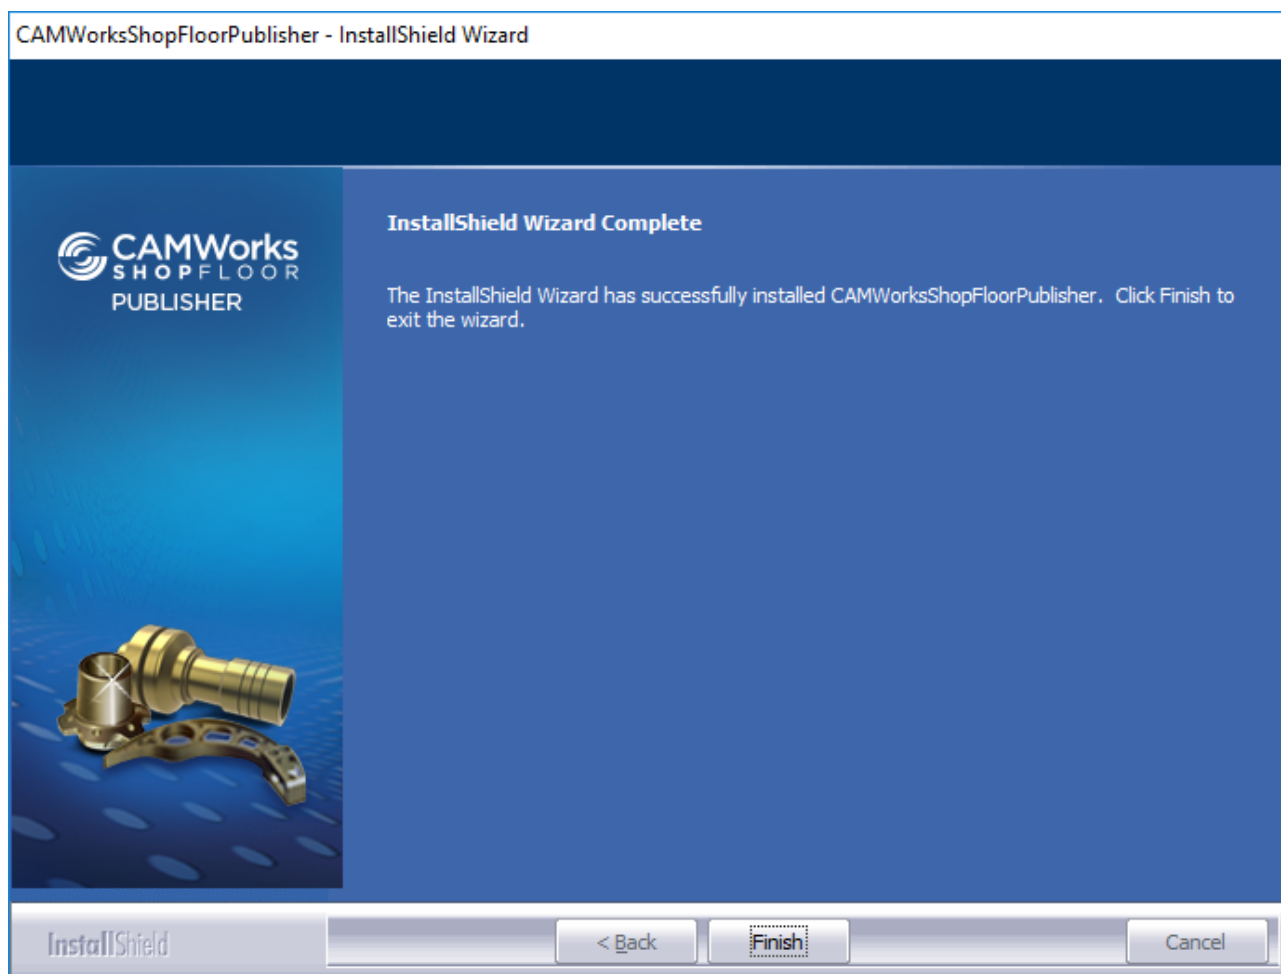 CAMWorksShopFloorPublisher - InstallShield Wizard
CAMWorks
SHOPFLOOR
PUBLISHER
InstallShield Wizard Complete
The InstallShield Wizard has successfully installed CAMWorksShopFloorPublisher. Click Finish to
exit the wizard.
InstallShield
< Back
Finish
Cancel